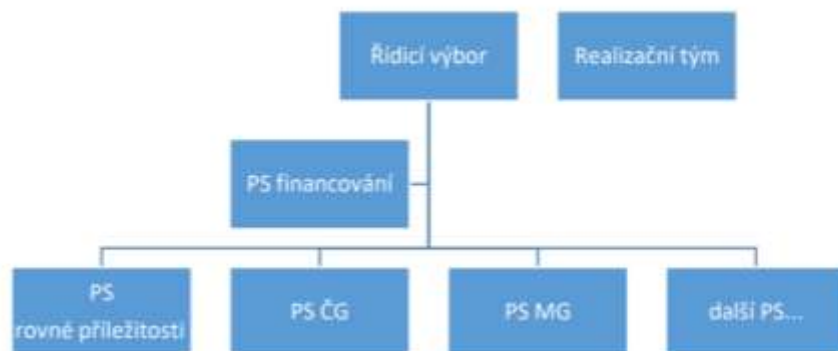 Řídicí výbor
Realizační tým
PS financování
PS
rovné příležitosti
PS ČG
PS MG
další PS...